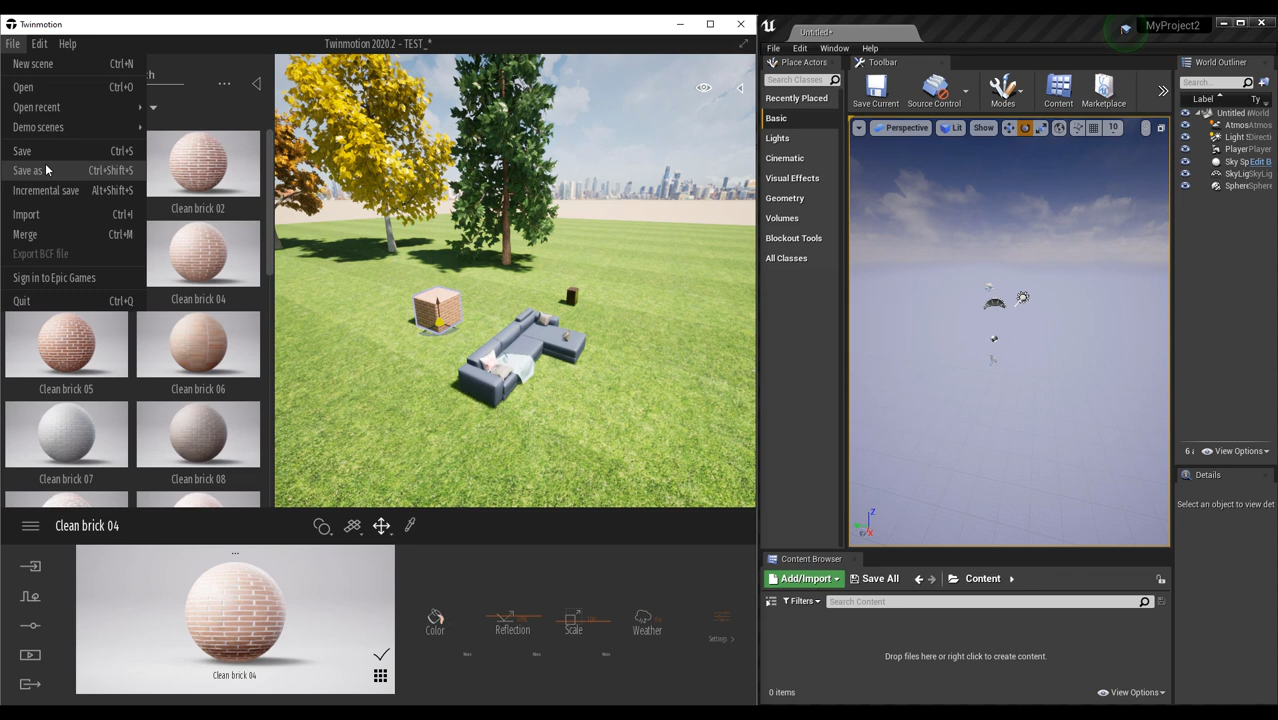 Twinmotion
File Edit Help
Twinmotion 2020.2 - TEST_*
New scene Ctrl+N
Open Ctrl+O
Open recent
Demo scenes
Save Ctrl+S
Save as Ctrl+Shift+S
Incremental save Alt+Shift+S
Import Ctrl+I
Merge Ctrl+M
Export BCF file
Sign in to Epic Games
Quit Ctrl+Q
...
Clean brick 02
Clean brick 04
Clean brick 05 Clean brick 06
Clean brick 07 Clean brick 08
Clean brick 04
...
Clean brick 04
Color Reflection Scale Weather
Settings
Untitled*
MyProject2
File Edit Window Help
Place Actors
Search Classes
Recently Placed
Basic
Lights
Cinematic
Visual Effects
Geometry
Volumes
Blockout Tools
All Classes
Toolbar
Save Current Source Control Modes Content Marketplace
Perspective Lit Show 10
Z
X
World Outliner
Search...
Label Ty
Untitled World
Atmos Atmos
Light Directi
Player Player
Sky Sp Edit B
SkyLig SkyLig
Sphere Sphere
6 View Options
Details
Select an object to view det
Content Browser
Add/Import Save All Content
Filters Search Content
Drop files here or right click to create content.
0 items View Options